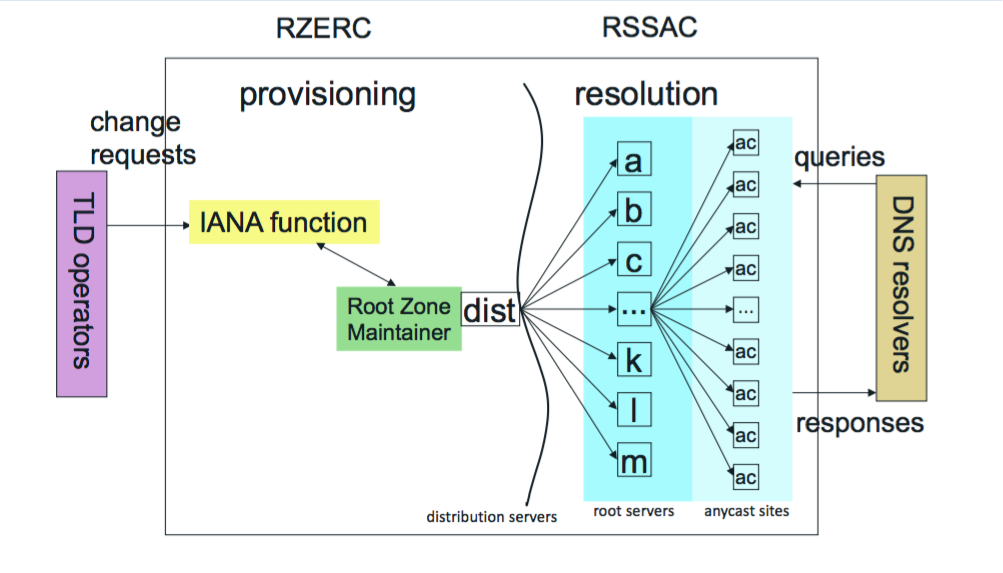 RZERC
RSSAC
provisioning
resolution
change
requests
TLD operators
IANA function
Root Zone
Maintainer
dist
a
b
c
...
k
l
m
ac
ac
ac
ac
...
ac
ac
ac
ac
queries
DNS resolvers
responses
distribution servers
root servers
anycast sites